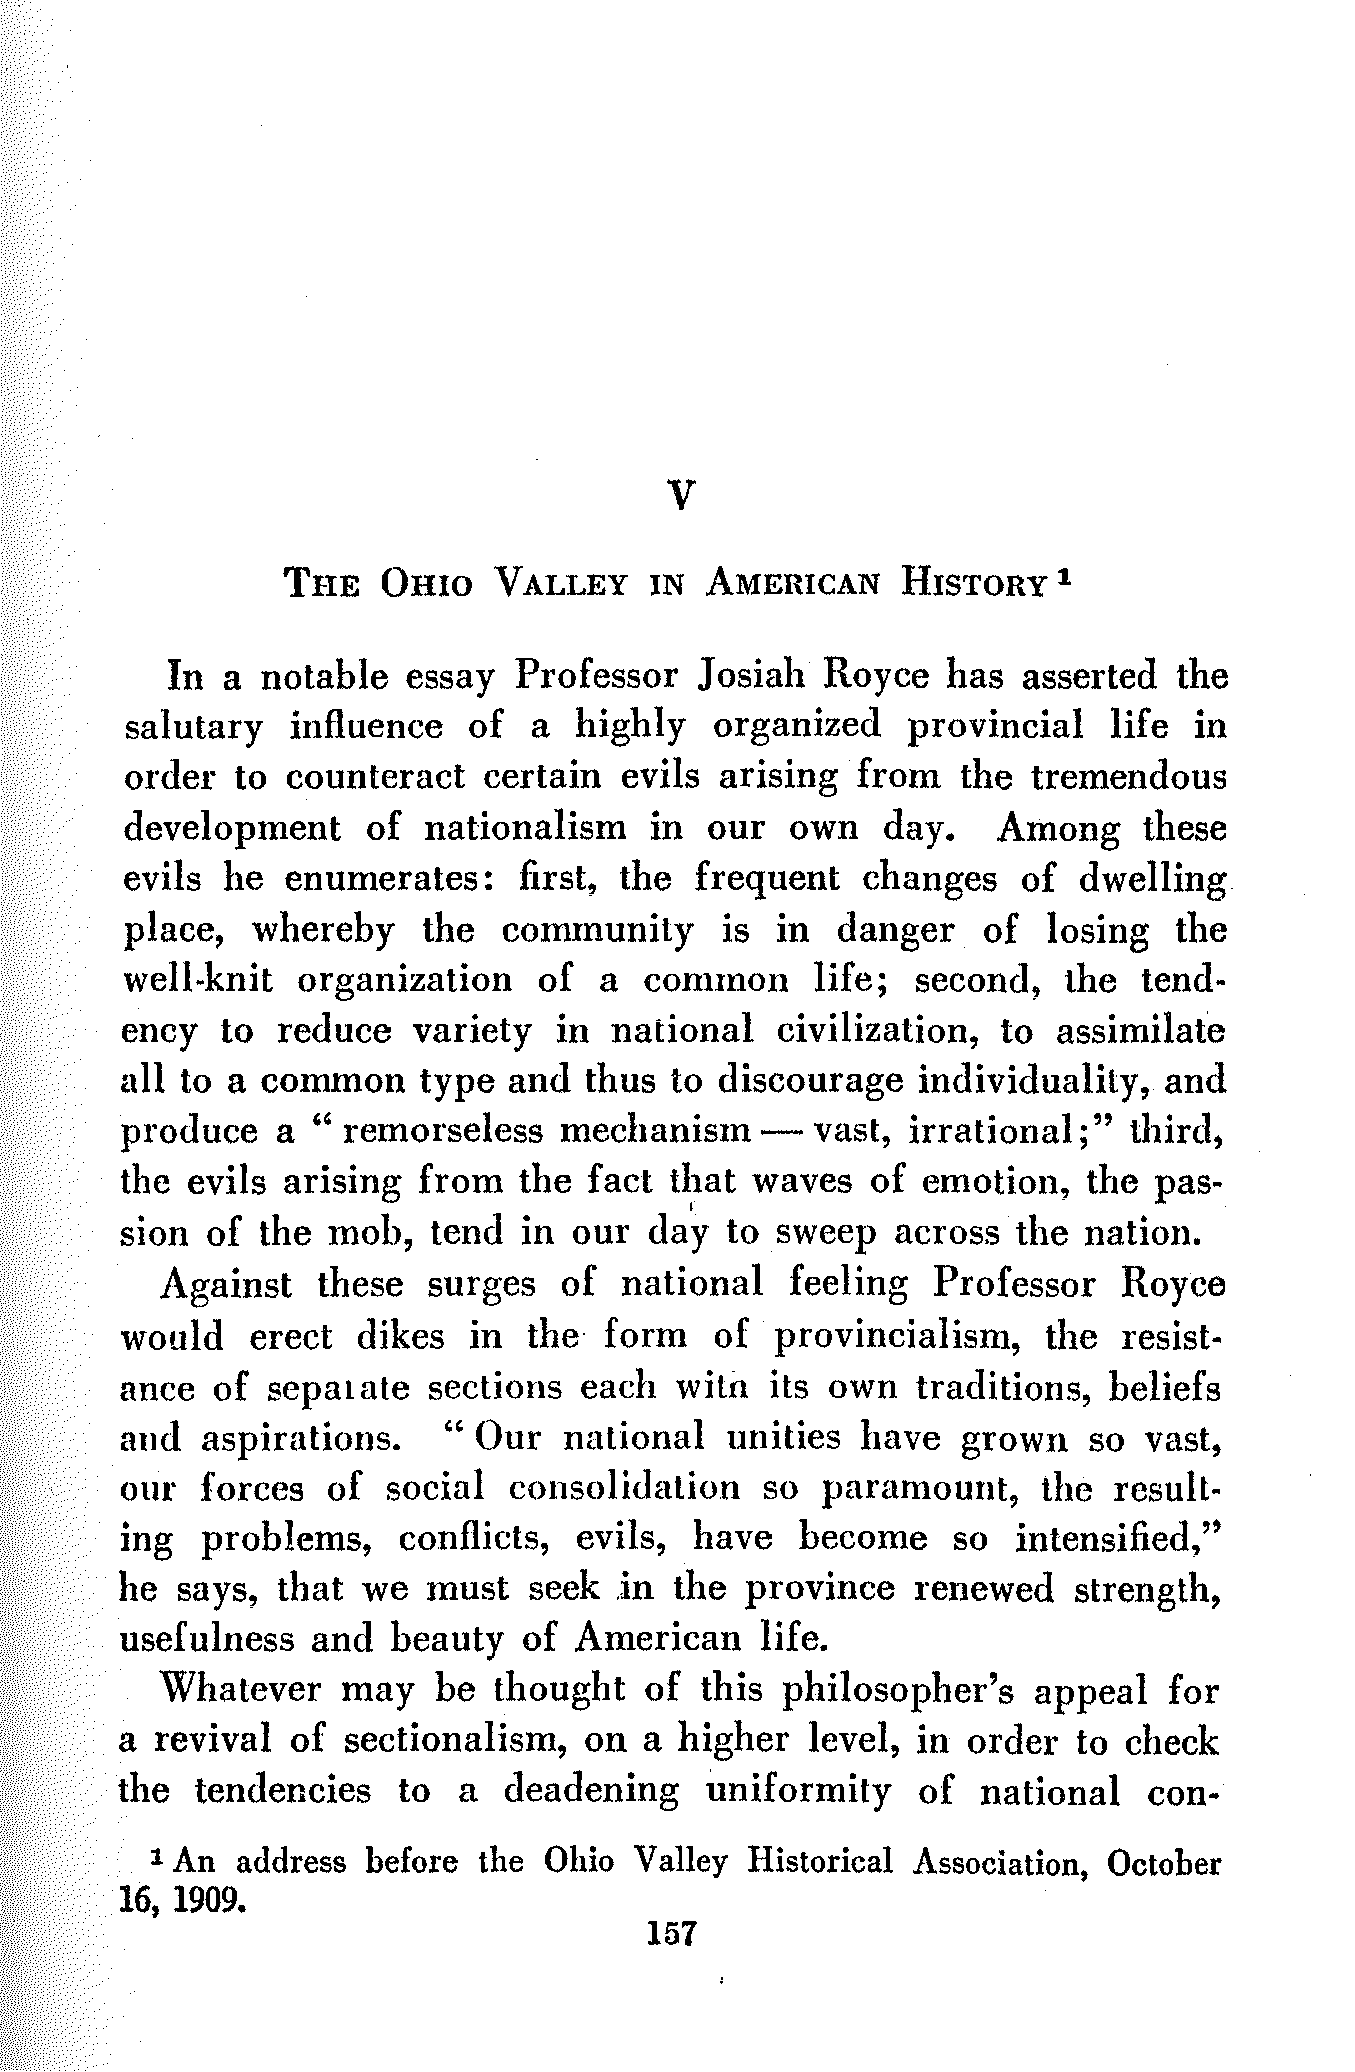 V
THE OHIO VALLEY IN AMERICAN HISTORY 1
In a notable essay Professor Josiah Royce has asserted the
salutary influence of a highly organized provincial life in
order to counteract certain evils arising from the tremendous
development of nationalism in our own day. Among these
evils he enumerates: first, the frequent changes of dwelling
place, whereby the community is in danger of losing the
well-knit organization of a common life; second, the tend-
ency to reduce variety in national civilization, to assimilate
all to a common type and thus to discourage individuality, and
produce a “ remorseless mechanism — vast, irrational;” third,
the evils arising from the fact that waves of emotion, the pas-
sion of the mob, tend in our day to sweep across the nation.
Against these surges of national feeling Professor Royce
would erect dikes in the form of provincialism, the resist-
ance of separate sections each with its own traditions, beliefs
and aspirations. “ Our national unities have grown so vast,
our forces of social consolidation so paramount, the result-
ing problems, conflicts, evils, have become so intensified,”
he says, that we must seek in the province renewed strength,
usefulness and beauty of American life.
Whatever may be thought of this philosopher’s appeal for
a revival of sectionalism, on a higher level, in order to check
the tendencies to a deadening uniformity of national con-
1 An address before the Ohio Valley Historical Association, October
16, 1909.
157